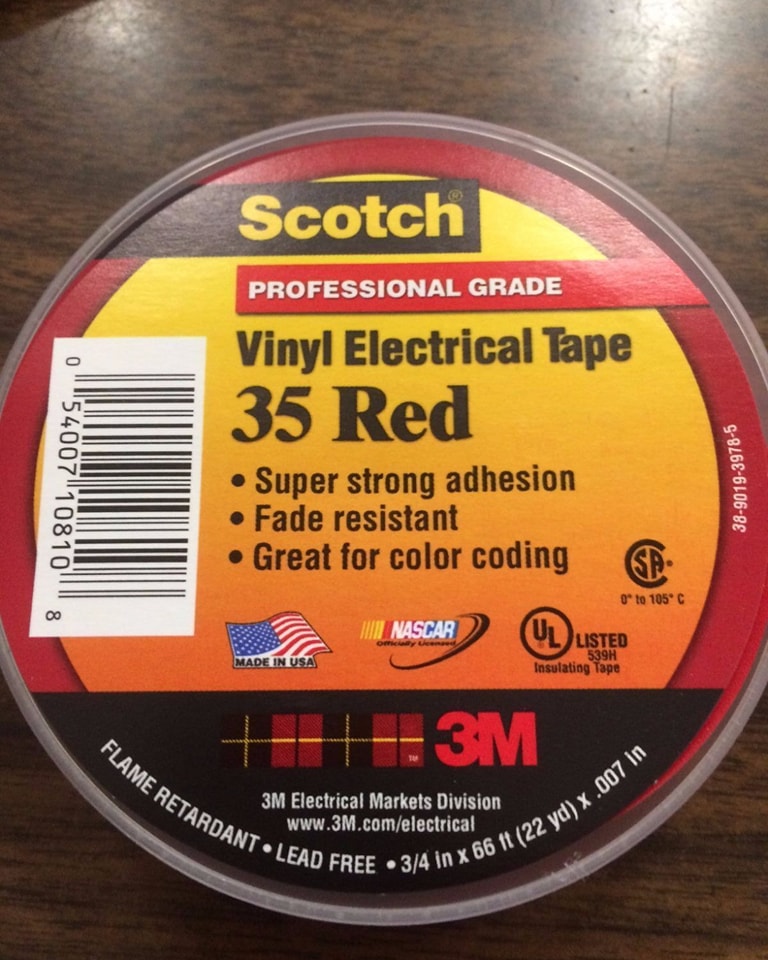 Scotch®
PROFESSIONAL GRADE
Vinyl Electrical Tape
35 Red
• Super strong adhesion
• Fade resistant
• Great for color coding
0 54007 10810 8
38-9019-3978-5
SA
0° to 105° C
MADE IN USA
NASCAR
Officially Licensed
UL
LISTED
539H
Insulating Tape
TM
3M
3M Electrical Markets Division
www.3M.com/electrical
FLAME RETARDANT • LEAD FREE • 3/4 in x 66 ft (22 yd) x .007 in